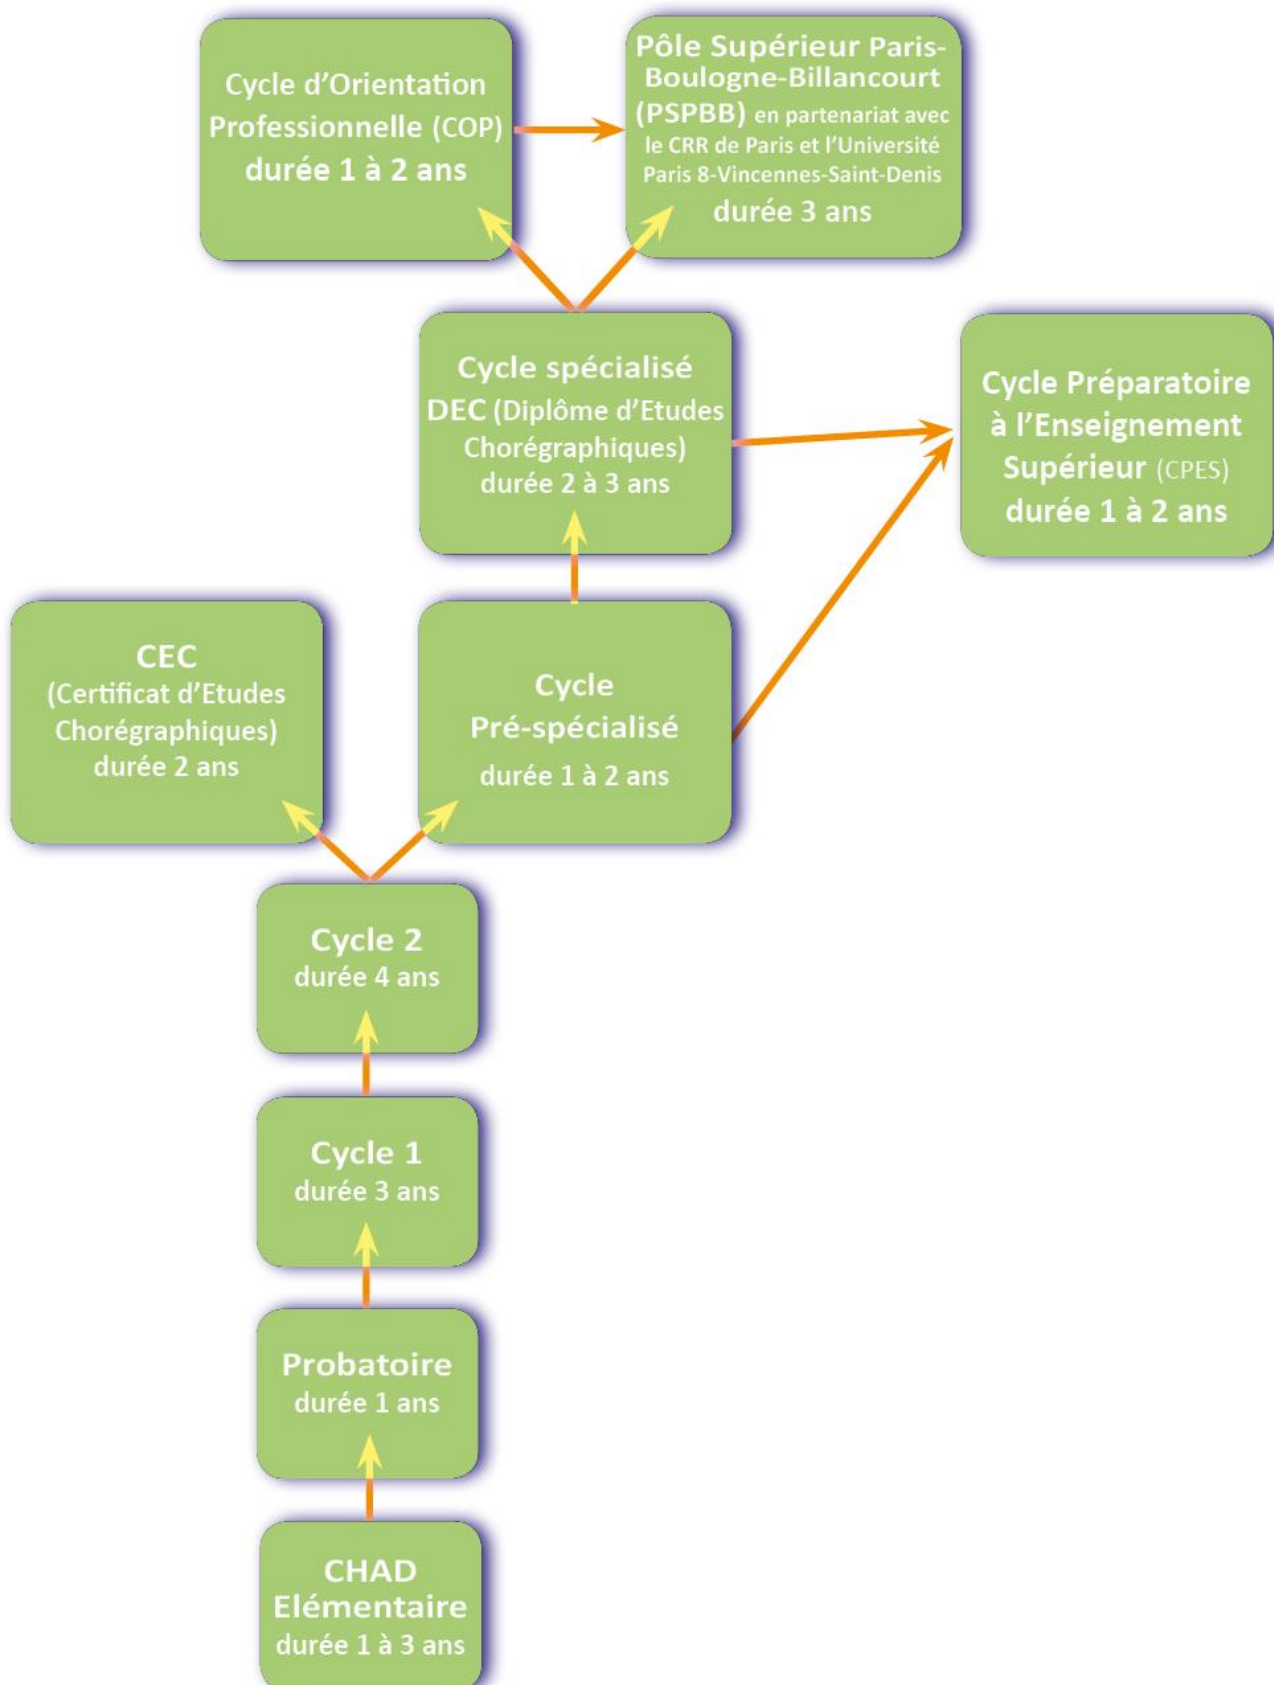 Cycle d'Orientation
Professionnelle (COP)
durée 1 à 2 ans
Pôle Supérieur Paris-
Boulogne-Billancourt
(PSPBB) en partenariat avec
le CRR de Paris et l'Université
Paris 8-Vincennes-Saint-Denis
durée 3 ans
Cycle spécialisé
DEC (Diplôme d'Etudes
Chorégraphiques)
durée 2 à 3 ans
Cycle Préparatoire
à l'Enseignement
Supérieur (CPES)
durée 1 à 2 ans
CEC
(Certificat d'Etudes
Chorégraphiques)
durée 2 ans
Cycle
Pré-spécialisé
durée 1 à 2 ans
Cycle 2
durée 4 ans
Cycle 1
durée 3 ans
Probatoire
durée 1 ans
CHAD
Elémentaire
durée 1 à 3 ans